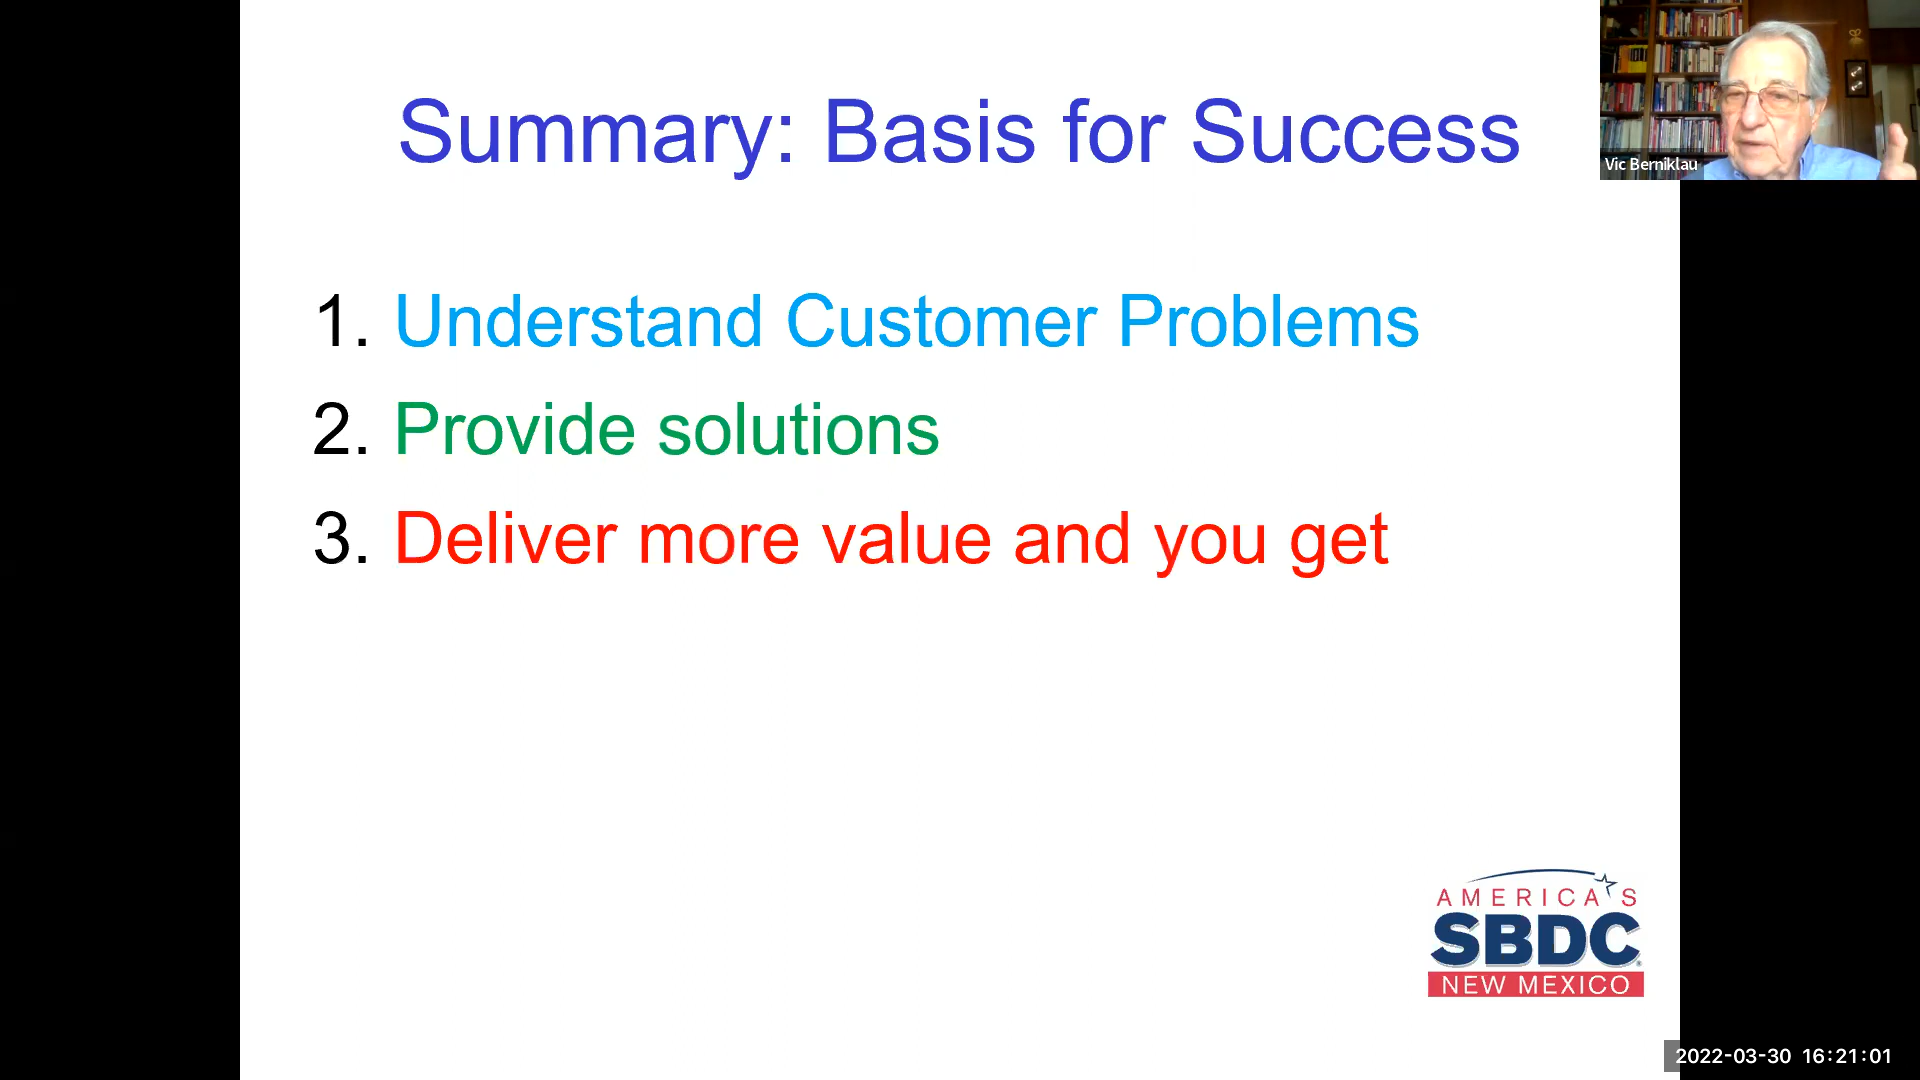 Summary: Basis for Success
Vic Berniklau
1. Understand Customer Problems
2. Provide solutions
3. Deliver more value and you get
AMERICA'S
SBDC
NEW MEXICO
2022-03-30 16:21:01